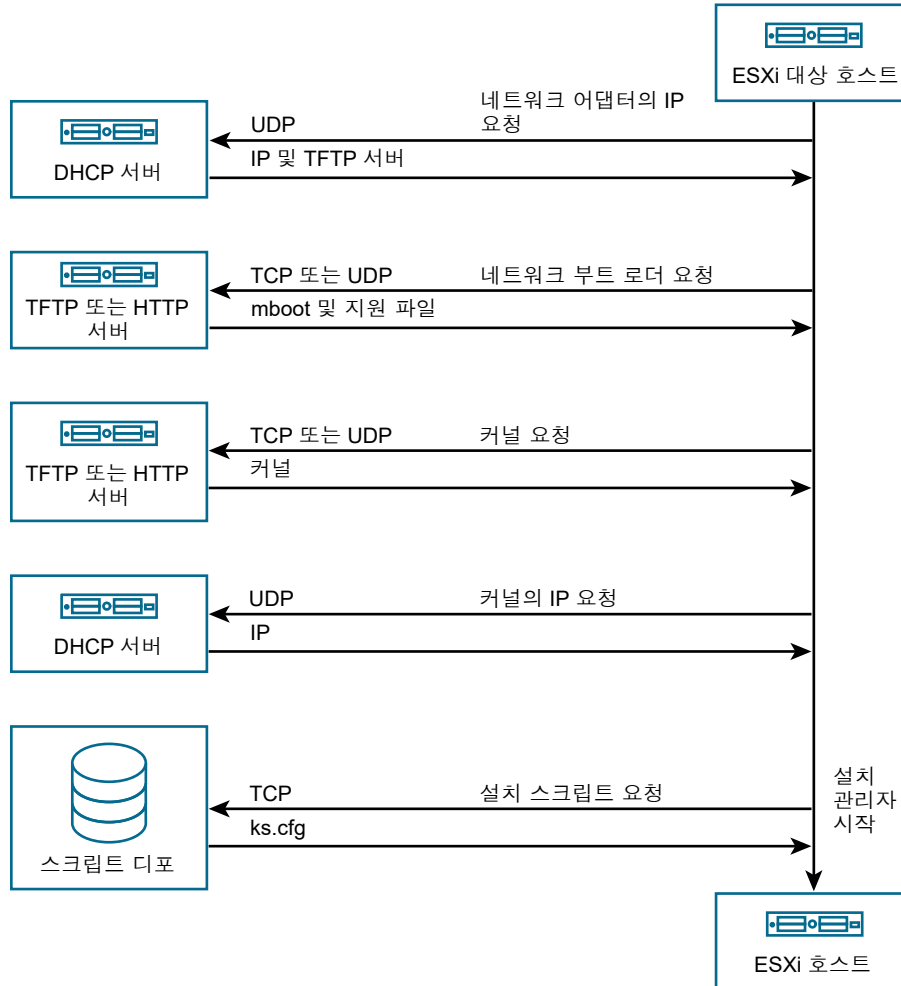 ESXi 대상 호스트
네트워크 어댑터의 IP
요청
UDP
IP 및 TFTP 서버
DHCP 서버
TCP 또는 UDP
네트워크 부트 로더 요청
mboot 및 지원 파일
TFTP 또는 HTTP
서버
TCP 또는 UDP
커널 요청
커널
TFTP 또는 HTTP
서버
UDP
커널의 IP 요청
IP
DHCP 서버
TCP
설치 스크립트 요청
ks.cfg
스크립트 디포
설치
관리자
시작
ESXi 호스트